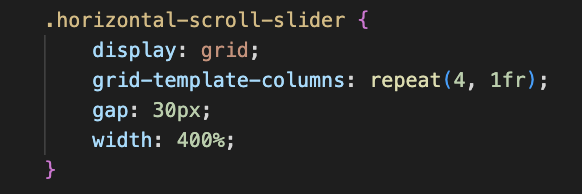 .horizontal-scroll-slider {
    display: grid;
    grid-template-columns: repeat(4, 1fr);
    gap: 30px;
    width: 400%;
}